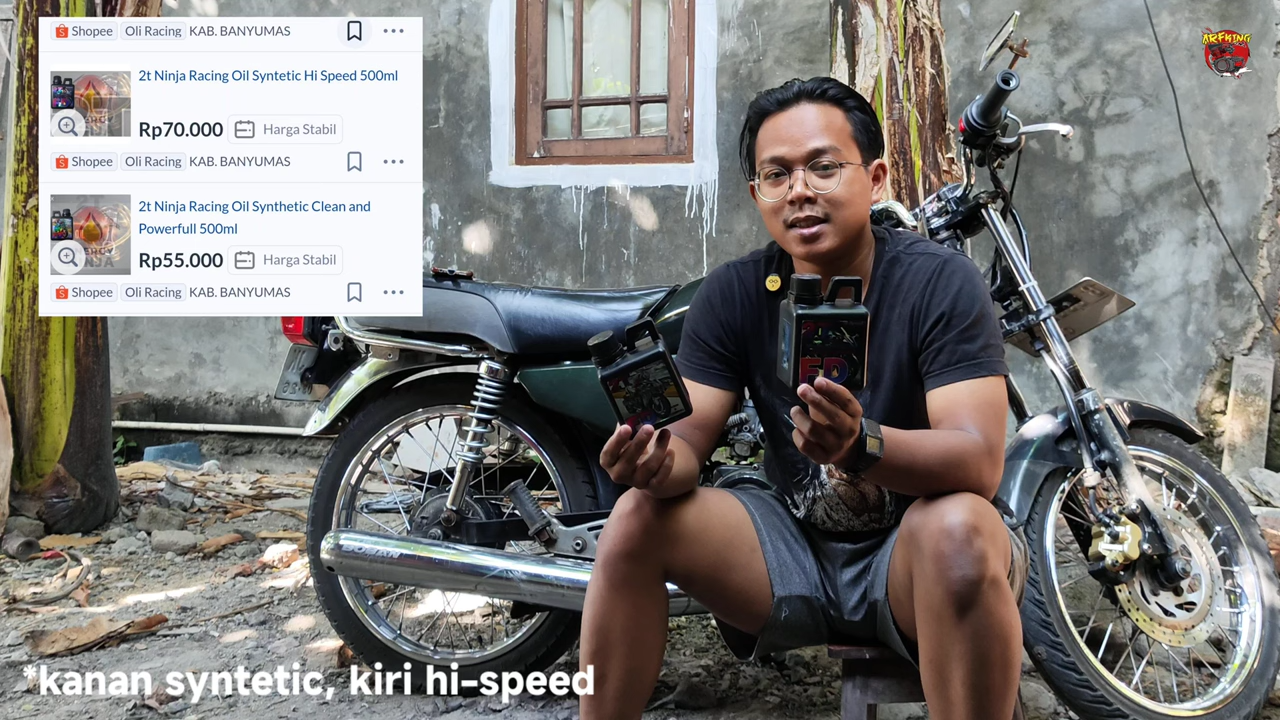 Shopee Oli Racing KAB. BANYUMAS
2t Ninja Racing Oil Syntetic Hi Speed 500ml
Rp70.000 Harga Stabil
Shopee Oli Racing KAB. BANYUMAS
2t Ninja Racing Oil Synthetic Clean and
Powerfull 500ml
Rp55.000 Harga Stabil
Shopee Oli Racing KAB. BANYUMAS
ARFKING
*kanan syntetic, kiri hi-speed